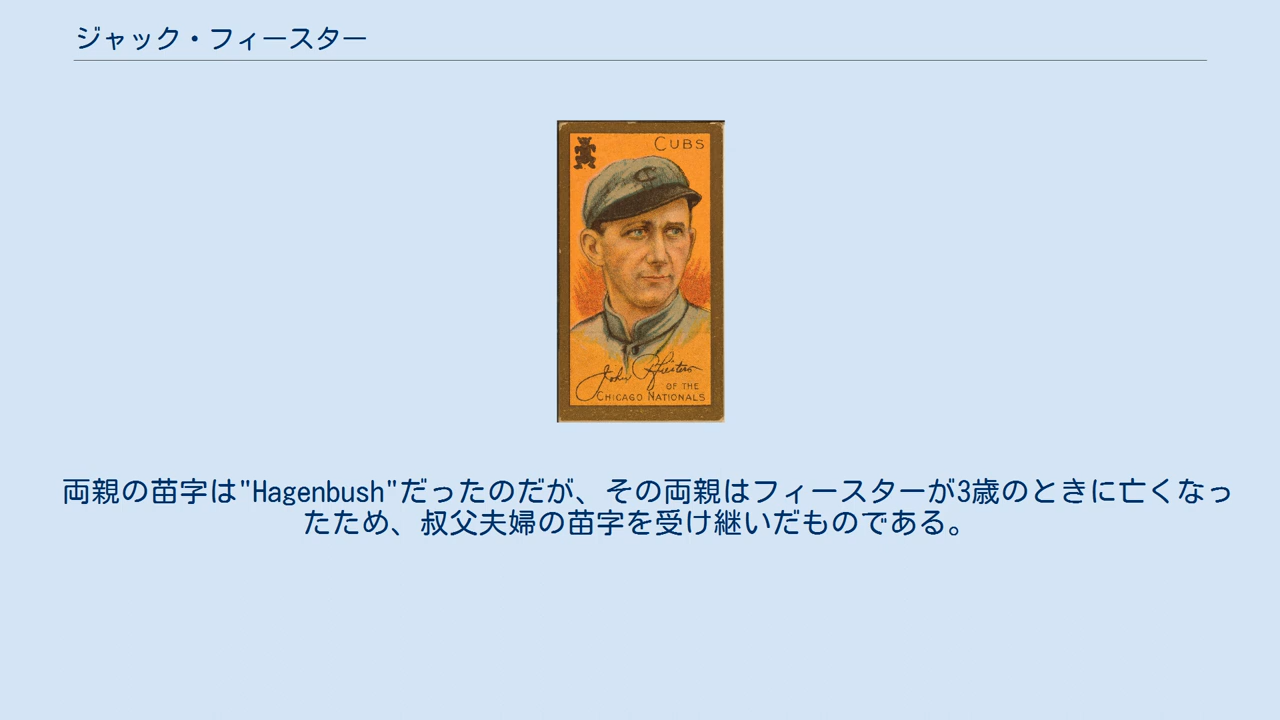 ジャック・フィースター
CUBS
C
John Pfiester
OF THE
CHICAGO NATIONALS
両親の苗字は"Hagenbush"だったのだが、その両親はフィースターが3歳のときに亡くなっ
たため、叔父夫婦の苗字を受け継いだものである。